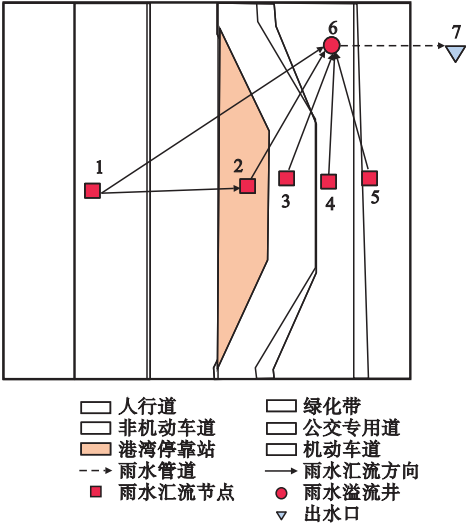 6
7
1
2
3
4
5
人行道
绿化带
非机动车道
公交专用道
港湾停靠站
机动车道
雨水管道
雨水汇流方向
雨水汇流节点
雨水溢流井
出水口